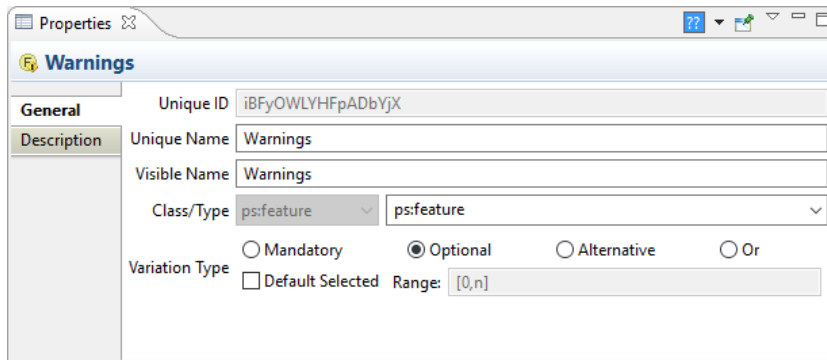 Properties
??
Warnings
General
Description
Unique ID iBFyOWLYHFpADbYjX
Unique Name Warnings
Visible Name Warnings
Class/Type ps:feature ps:feature
Variation Type
Mandatory Optional Alternative Or
Default Selected Range: [0,n]